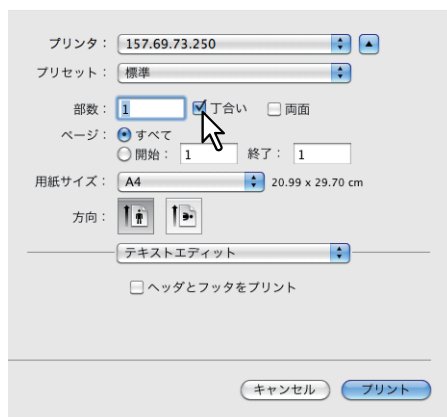 プリンタ： 157.69.73.250
プリセット： 標準
部数： 1 丁合い 両面
ページ： すべて
開始： 1 終了： 1
用紙サイズ： A4 20.99 x 29.70 cm
方向：
テキストエディット
ヘッダとフッタをプリント
キャンセル プリント